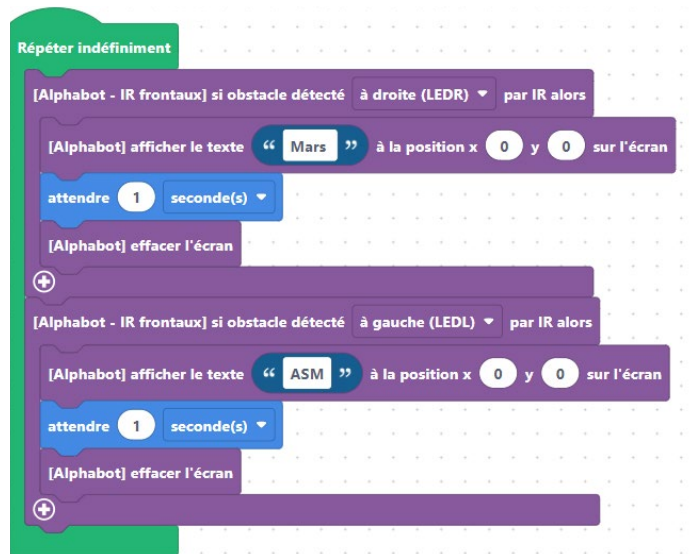 Répéter indéfiniment
[Alphabot - IR frontaux] si obstacle détecté à droite (LEDR) par IR alors
[Alphabot] afficher le texte “ Mars ” à la position x 0 y 0 sur l'écran
attendre 1 seconde(s)
[Alphabot] effacer l'écran
[Alphabot - IR frontaux] si obstacle détecté à gauche (LEDL) par IR alors
[Alphabot] afficher le texte “ ASM ” à la position x 0 y 0 sur l'écran
attendre 1 seconde(s)
[Alphabot] effacer l'écran